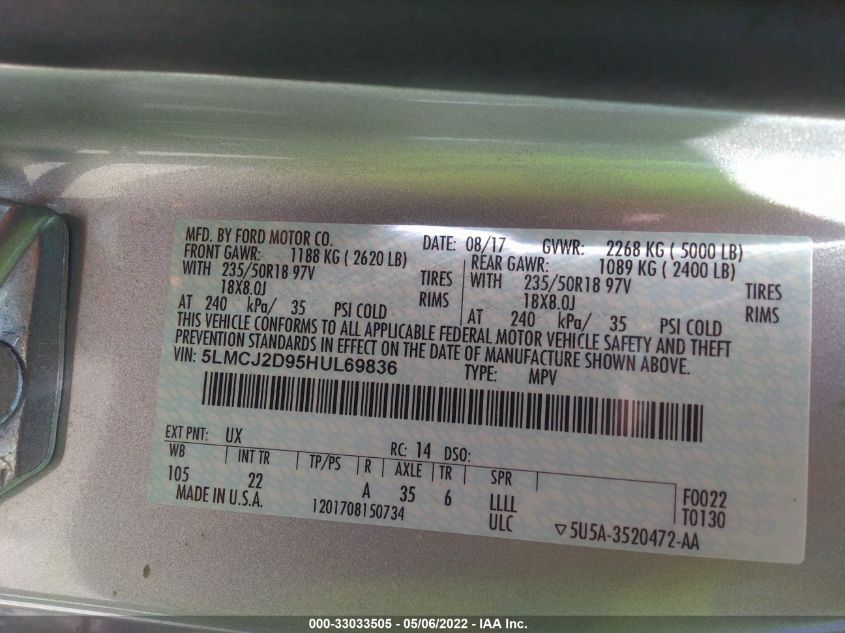 MFD. BY FORD MOTOR CO.
DATE: 08/17 GVWR: 2268 KG ( 5000 LB)
FRONT GAWR: 1188 KG ( 2620 LB) REAR GAWR: 1089 KG ( 2400 LB)
WITH 235/50R18 97V TIRES WITH 235/50R18 97V TIRES
18X8.0J RIMS 18X8.0J RIMS
AT 240 kPa/ 35 PSI COLD AT 240 kPa/ 35 PSI COLD
THIS VEHICLE CONFORMS TO ALL APPLICABLE FEDERAL MOTOR VEHICLE SAFETY AND THEFT
PREVENTION STANDARDS IN EFFECT ON THE DATE OF MANUFACTURE SHOWN ABOVE.
VIN: 5LMCJ2D95HUL69836 TYPE: MPV
EXT PNT: UX RC: 14 DSO:
WB INT TR TP/PS R AXLE TR SPR
105 22 A 35 6 LLLL F0022
MADE IN U.S.A. 1201708150734 ULC T0130
▽5U5A-3520472-AA
000-33033505 - 05/06/2022 - IAA Inc.